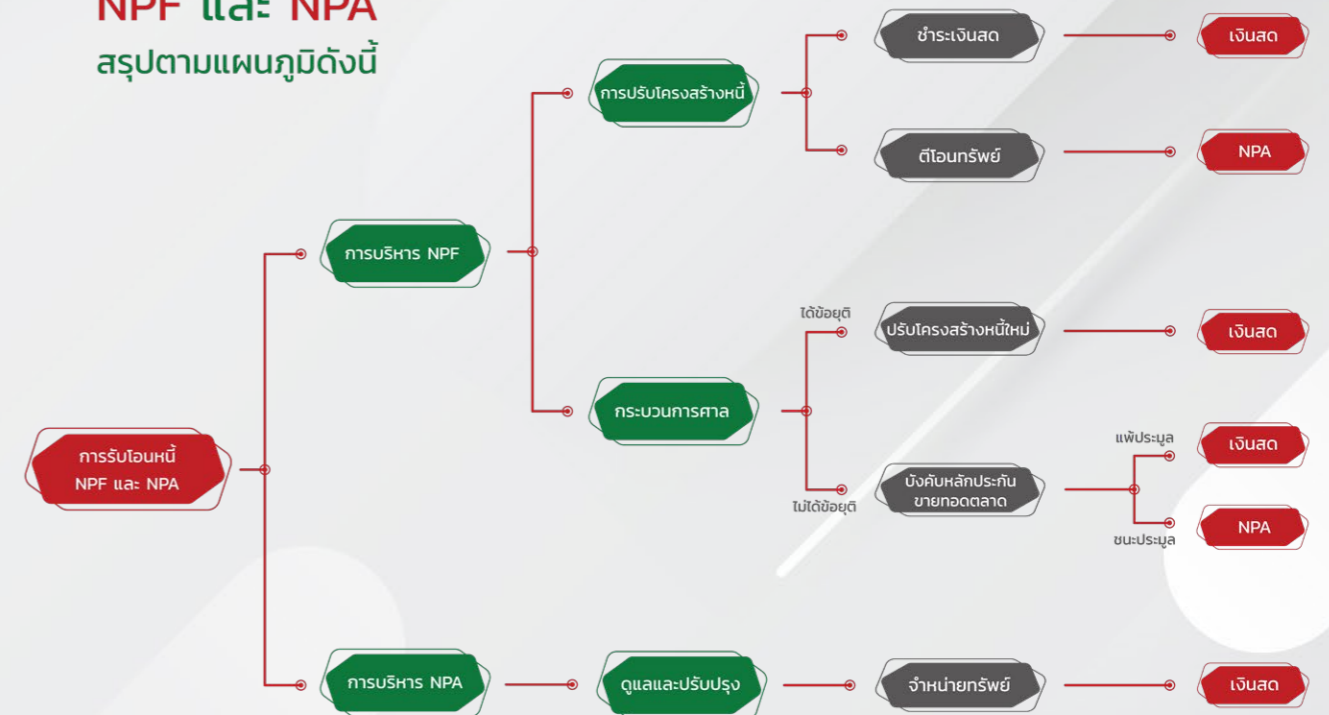 NPF และ NPA
สรุปตามแผนภูมิดังนี้
การรับโอนหนี้
NPF และ NPA
การบริหาร NPF
การปรับโครงสร้างหนี้
ชำระเงินสด
เงินสด
ตีโอนทรัพย์
NPA
กระบวนการศาล
ได้ข้อยุติ
ปรับโครงสร้างหนี้ใหม่
เงินสด
ไม่ได้ข้อยุติ
บังคับหลักประกัน
ขายทอดตลาด
แพ้ประมูล
เงินสด
ชนะประมูล
NPA
การบริหาร NPA
ดูแลและปรับปรุง
จำหน่ายทรัพย์
เงินสด